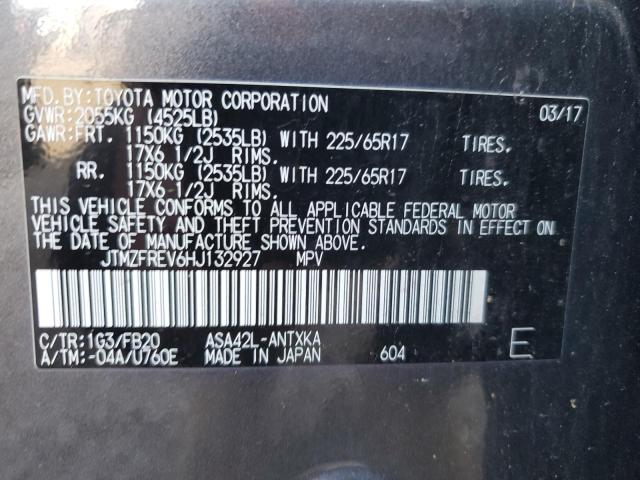 MFD.BY:TOYOTA MOTOR CORPORATION 03/17
GVWR:2055KG (4525LB)
GAWR:FRT. 1150KG (2535LB) WITH 225/65R17 TIRES.
17X6 1/2J RIMS.
RR. 1150KG (2535LB) WITH 225/65R17 TIRES.
17X6 1/2J RIMS.
THIS VEHICLE CONFORMS TO ALL APPLICABLE FEDERAL MOTOR
VEHICLE SAFETY AND THEFT PREVENTION STANDARDS IN EFFECT ON
THE DATE OF MANUFACTURE SHOWN ABOVE.
JTMZFREV6HJ132927 MPV
C/TR:1G3/FB20 ASA42L-ANTXKA
A/TM:-04A/U760E MADE IN JAPAN 604 E